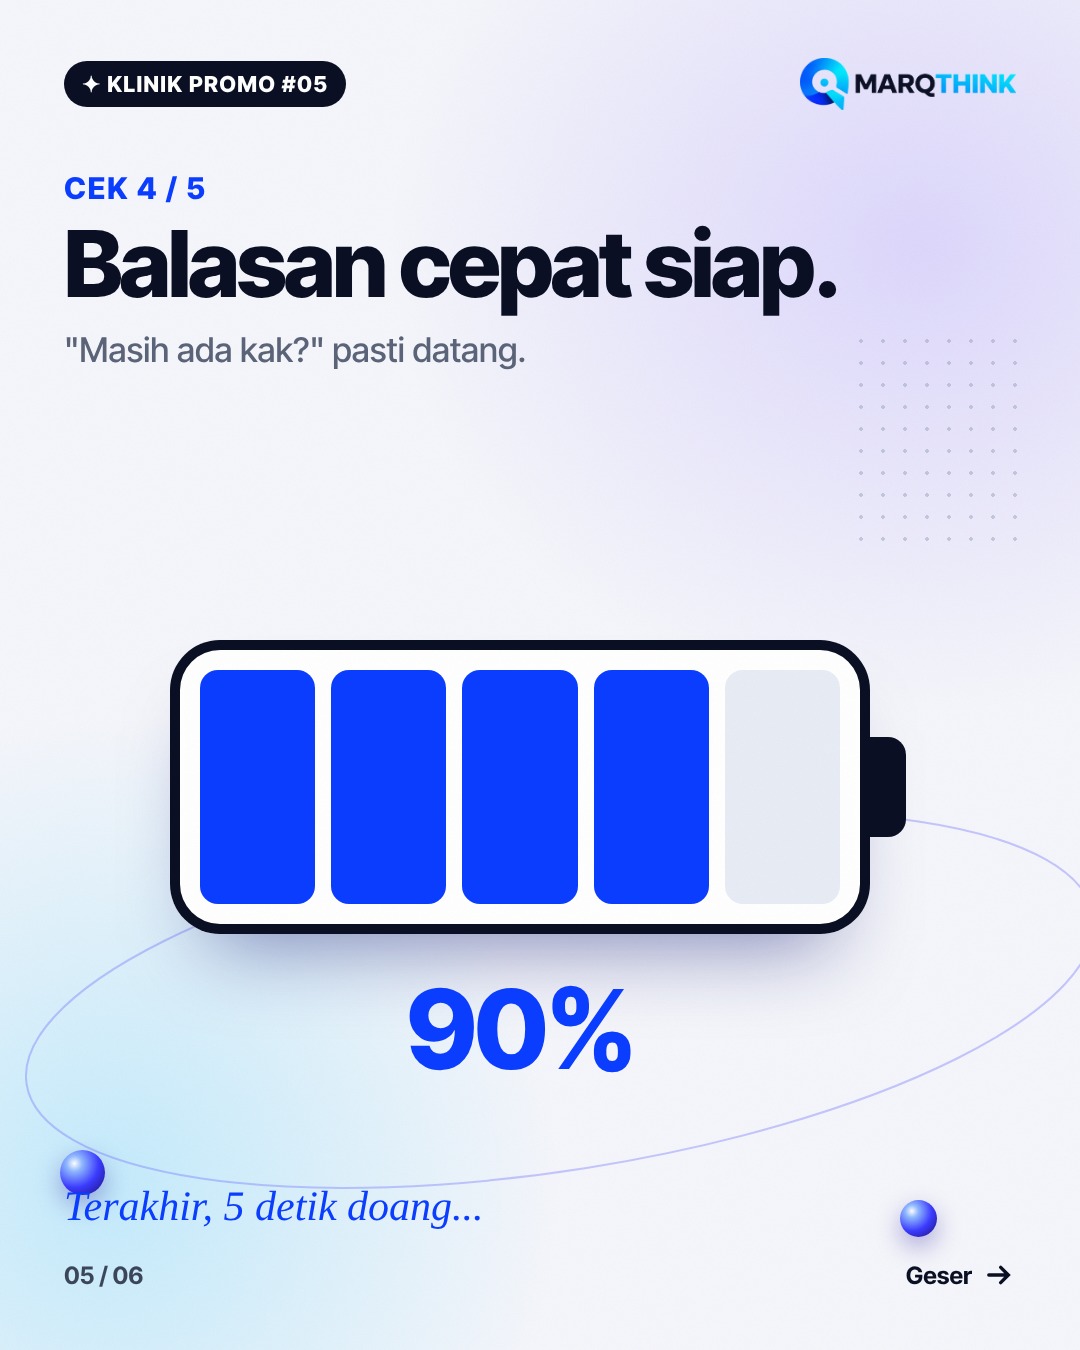 ✦ KLINIK PROMO #05
MARQTHINK
CEK 4 / 5
Balasan cepat siap.
"Masih ada kak?" pasti datang.
90%
Terakhir, 5 detik doang...
05 / 06
Geser →